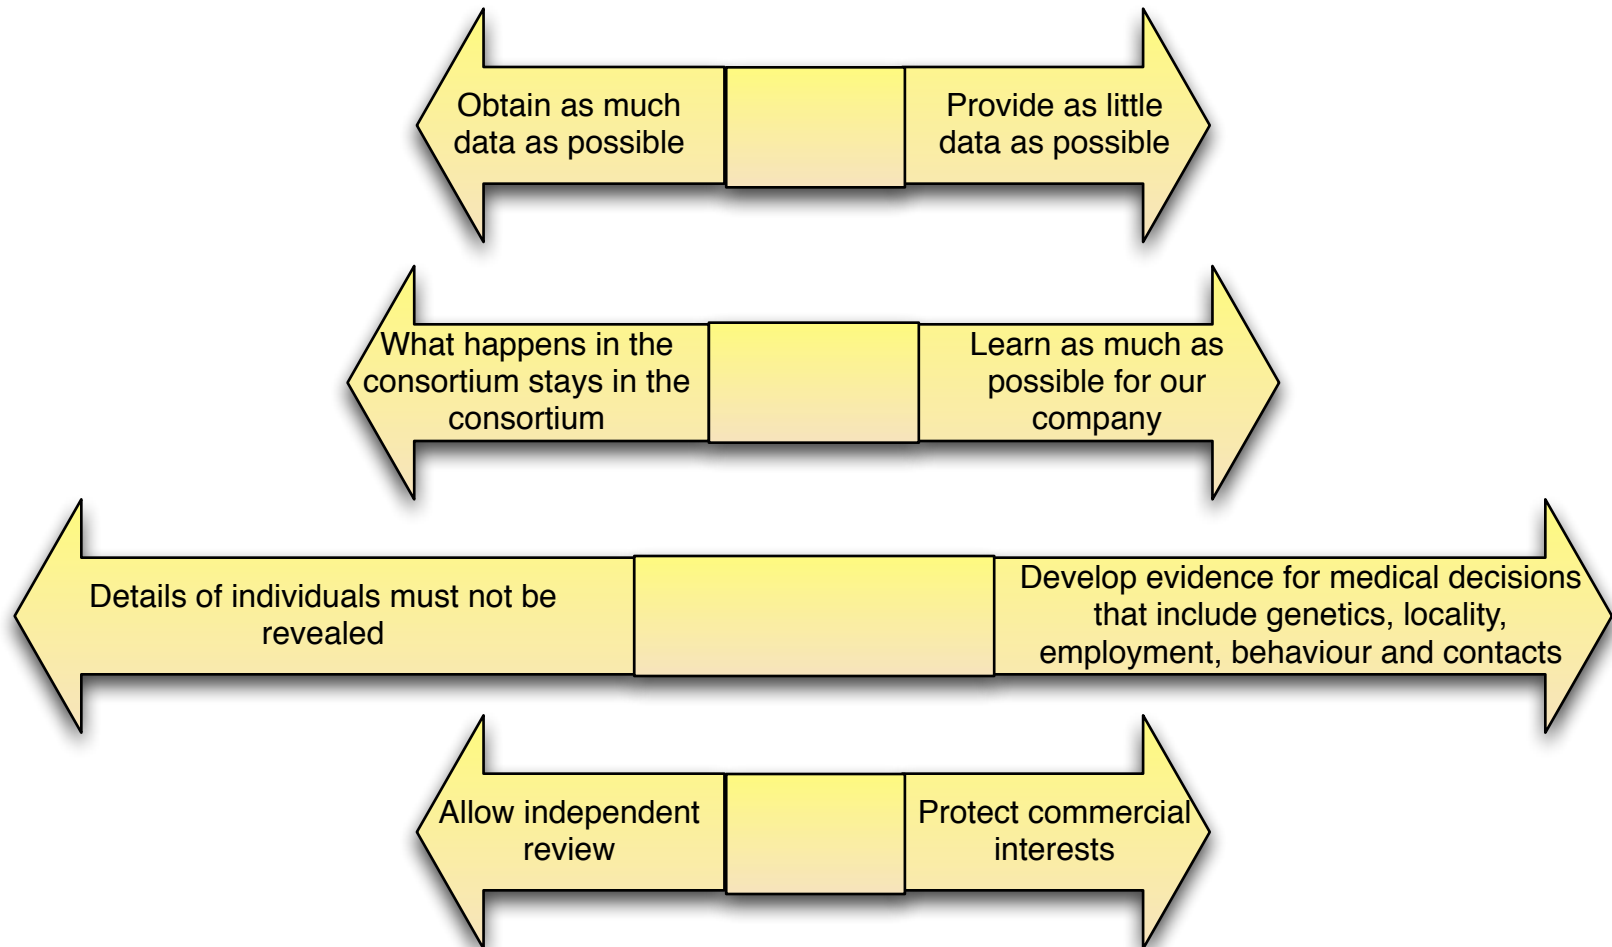 Obtain as much
data as possible
Provide as little
data as possible
What happens in the
consortium stays in the
consortium
Learn as much as
possible for our
company
Details of individuals must not be
revealed
Develop evidence for medical decisions
that include genetics, locality,
employment, behaviour and contacts
Allow independent
review
Protect commercial
interests